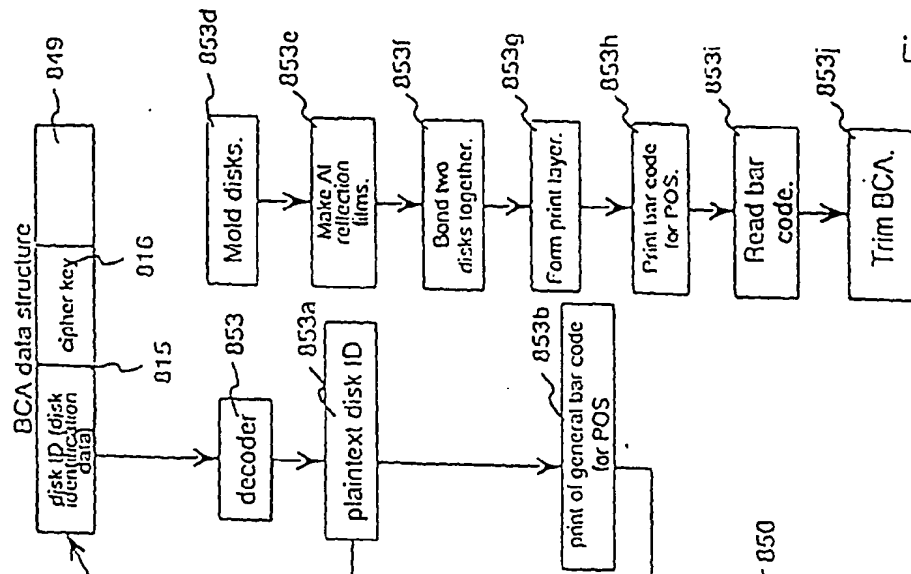 BCA data structure
849
disk ID (disk
identification
data)
cipher key
815
816
decoder
853
plaintext disk ID
853a
print of general bar code
for POS
853b
850
Mold disks.
853d
Make Al
reflection
films.
853e
Bond two
disks together.
853f
Form print layer.
853g
Print bar code
for POS.
853h
Read bar
code.
853i
Trim BCA.
853j